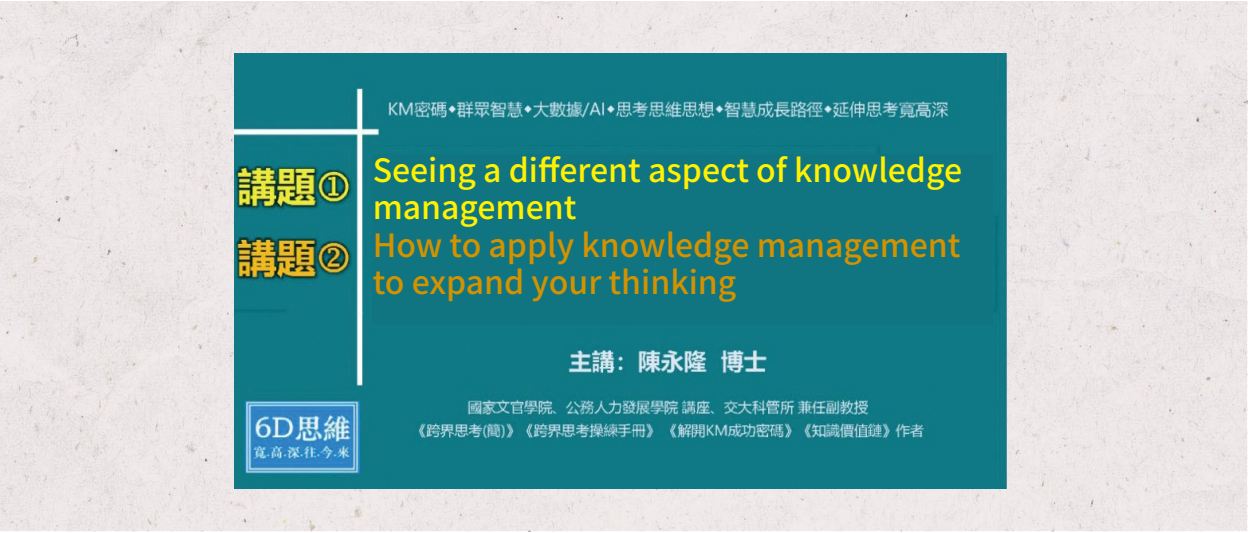 KM密碼◆群眾智慧◆大數據/AI◆思考思維思想◆智慧成長路徑◆延伸思考寬高深
講題①
Seeing a different aspect of knowledge
management
講題②
How to apply knowledge management
to expand your thinking
主講：陳永隆 博士
國家文官學院、公務人力發展學院 講座、交大科管所 兼任副教授
《跨界思考(簡)》《跨界思考操練手冊》《解開KM成功密碼》《知識價值鏈》作者
6D思維
寬.高.深.往.今.來